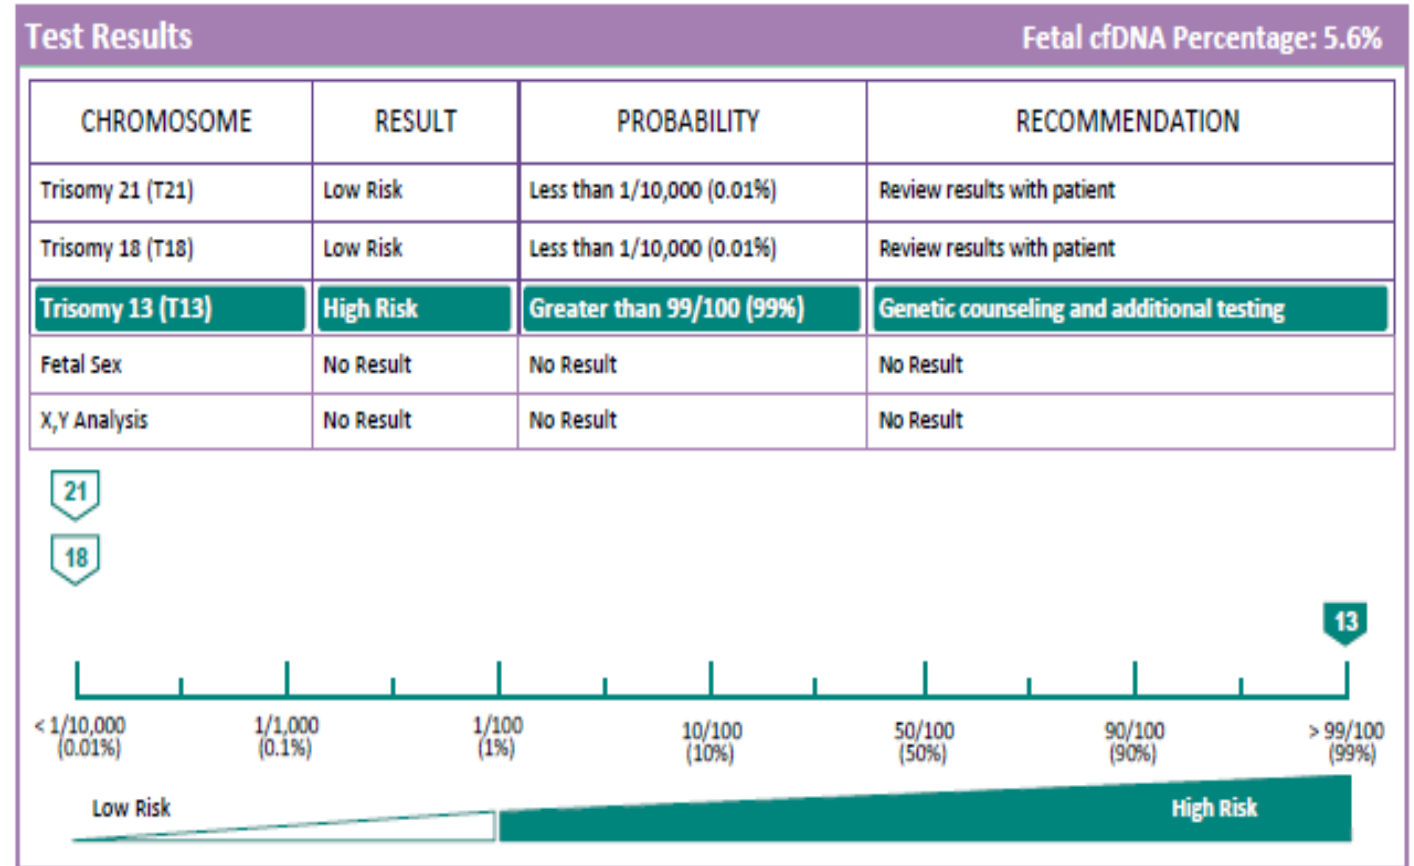 Test Results Fetal cfDNA Percentage: 5.6%
CHROMOSOME RESULT PROBABILITY RECOMMENDATION
Trisomy 21 (T21) Low Risk Less than 1/10,000 (0.01%) Review results with patient
Trisomy 18 (T18) Low Risk Less than 1/10,000 (0.01%) Review results with patient
Trisomy 13 (T13) High Risk Greater than 99/100 (99%) Genetic counseling and additional testing
Fetal Sex No Result No Result No Result
X,Y Analysis No Result No Result No Result
21
18
13
< 1/10,000 1/1,000 1/100 10/100 50/100 90/100 > 99/100
(0.01%) (0.1%) (1%) (10%) (50%) (90%) (99%)
Low Risk High Risk